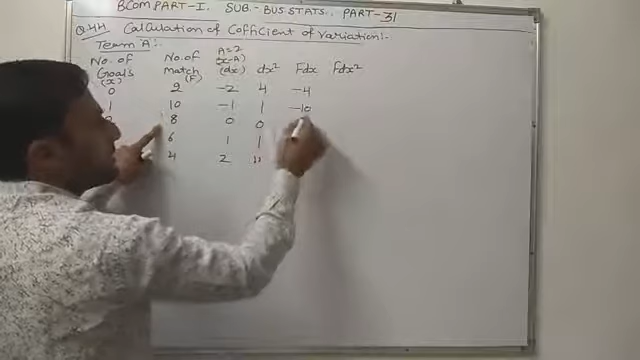 BCOM PART-I. SUB.- BUS.STATS. PART-31
Q.44 Calculation of Cofficient of Variation:-
Term A:-
No. of Goals (x) No. of Match (F) A=2 (x-A) (dx) dx² Fdx Fdx²
0 2 -2 4 -4
1 10 -1 1 -10
8 0 0
6 1 1
4 2